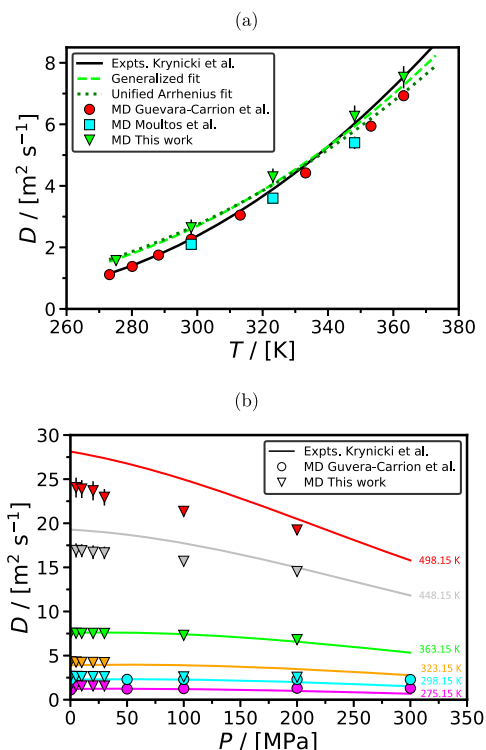 (a)
8
6
4
2
0
D / [m² s⁻¹]
Expts. Krynicki et al.
Generalized fit
Unified Arrhenius fit
MD Guevara-Carrion et al.
MD Moultos et al.
MD This work
260 280 300 320 340 360 380
T / [K]
(b)
30
25
20
15
10
5
0
D / [m² s⁻¹]
Expts. Krynicki et al.
MD Guvera-Carrion et al.
MD This work
498.15 K
448.15 K
363.15 K
323.15 K
298.15 K
275.15 K
0 50 100 150 200 250 300 350
P / [MPa]